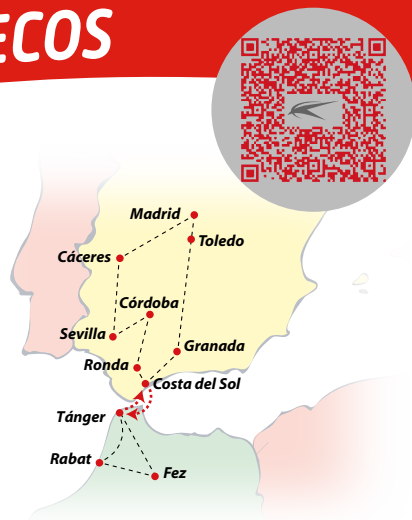 ECOS
Madrid
Toledo
Cáceres
Córdoba
Sevilla
Granada
Ronda
Costa del Sol
Tánger
Rabat
Fez